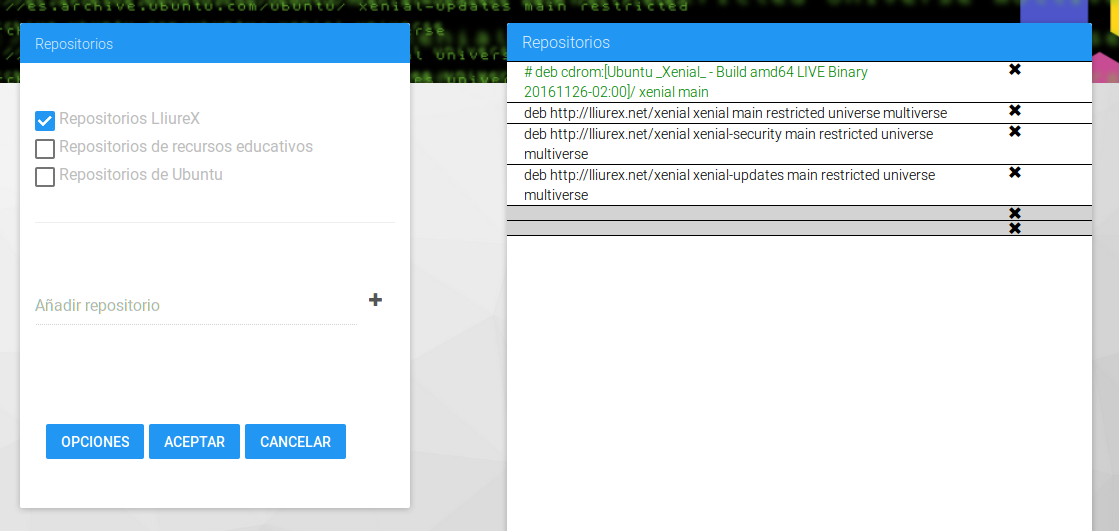 //es.archive.ubuntu.com/ubuntu/ xenial-updates main restricted
Repositorios
Repositorios LliureX
Repositorios de recursos educativos
Repositorios de Ubuntu
Añadir repositorio
OPCIONES
ACEPTAR
CANCELAR
Repositorios
# deb cdrom:[Ubuntu _Xenial_ - Build amd64 LIVE Binary
20161126-02:00]/ xenial main
deb http://lliurex.net/xenial xenial main restricted universe multiverse
deb http://lliurex.net/xenial xenial-security main restricted universe
multiverse
deb http://lliurex.net/xenial xenial-updates main restricted universe
multiverse